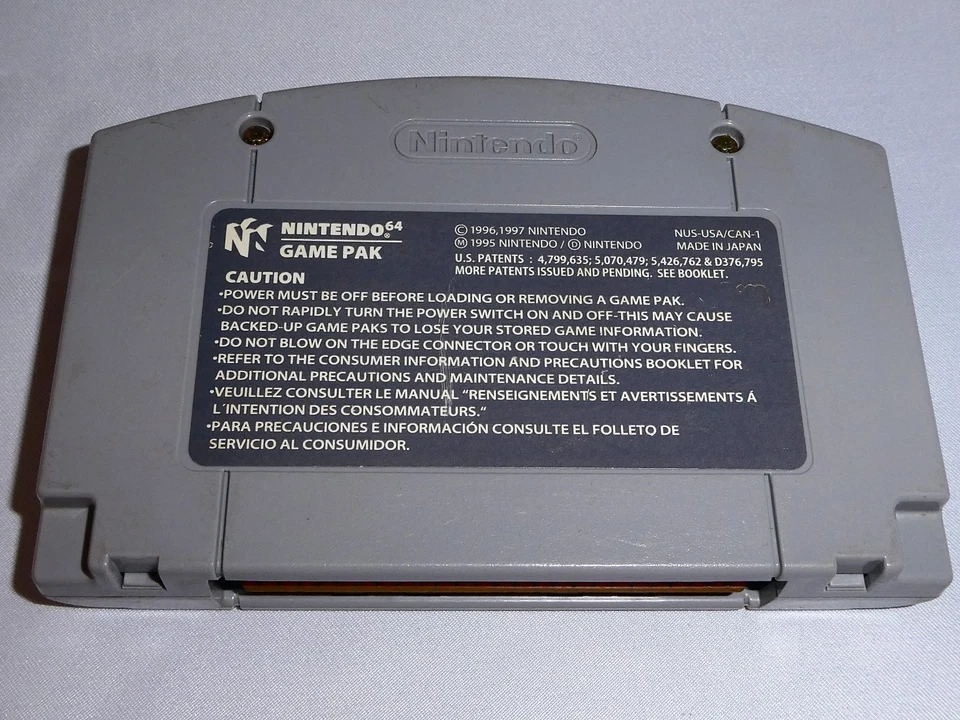 Nintendo®
NINTENDO 64®
GAME PAK
© 1996,1997 NINTENDO
Ⓜ 1995 NINTENDO / Ⓓ NINTENDO
NUS-USA/CAN-1
MADE IN JAPAN
U.S. PATENTS : 4,799,635; 5,070,479; 5,426,762 & D376,795
MORE PATENTS ISSUED AND PENDING. SEE BOOKLET.
CAUTION
•POWER MUST BE OFF BEFORE LOADING OR REMOVING A GAME PAK.
•DO NOT RAPIDLY TURN THE POWER SWITCH ON AND OFF-THIS MAY CAUSE
BACKED-UP GAME PAKS TO LOSE YOUR STORED GAME INFORMATION.
•DO NOT BLOW ON THE EDGE CONNECTOR OR TOUCH WITH YOUR FINGERS.
•REFER TO THE CONSUMER INFORMATION AND PRECAUTIONS BOOKLET FOR
ADDITIONAL PRECAUTIONS AND MAINTENANCE DETAILS.
•VEUILLEZ CONSULTER LE MANUAL “RENSEIGNEMENTS ET AVERTISSEMENTS Á
L'INTENTION DES CONSOMMATEURS.“
•PARA PRECAUCIONES E INFORMACIÓN CONSULTE EL FOLLETO DE
SERVICIO AL CONSUMIDOR.